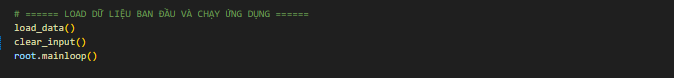 # ====== LOAD DỮ LIỆU BAN ĐẦU VÀ CHẠY ỨNG DỤNG ======
load_data()
clear_input()
root.mainloop()